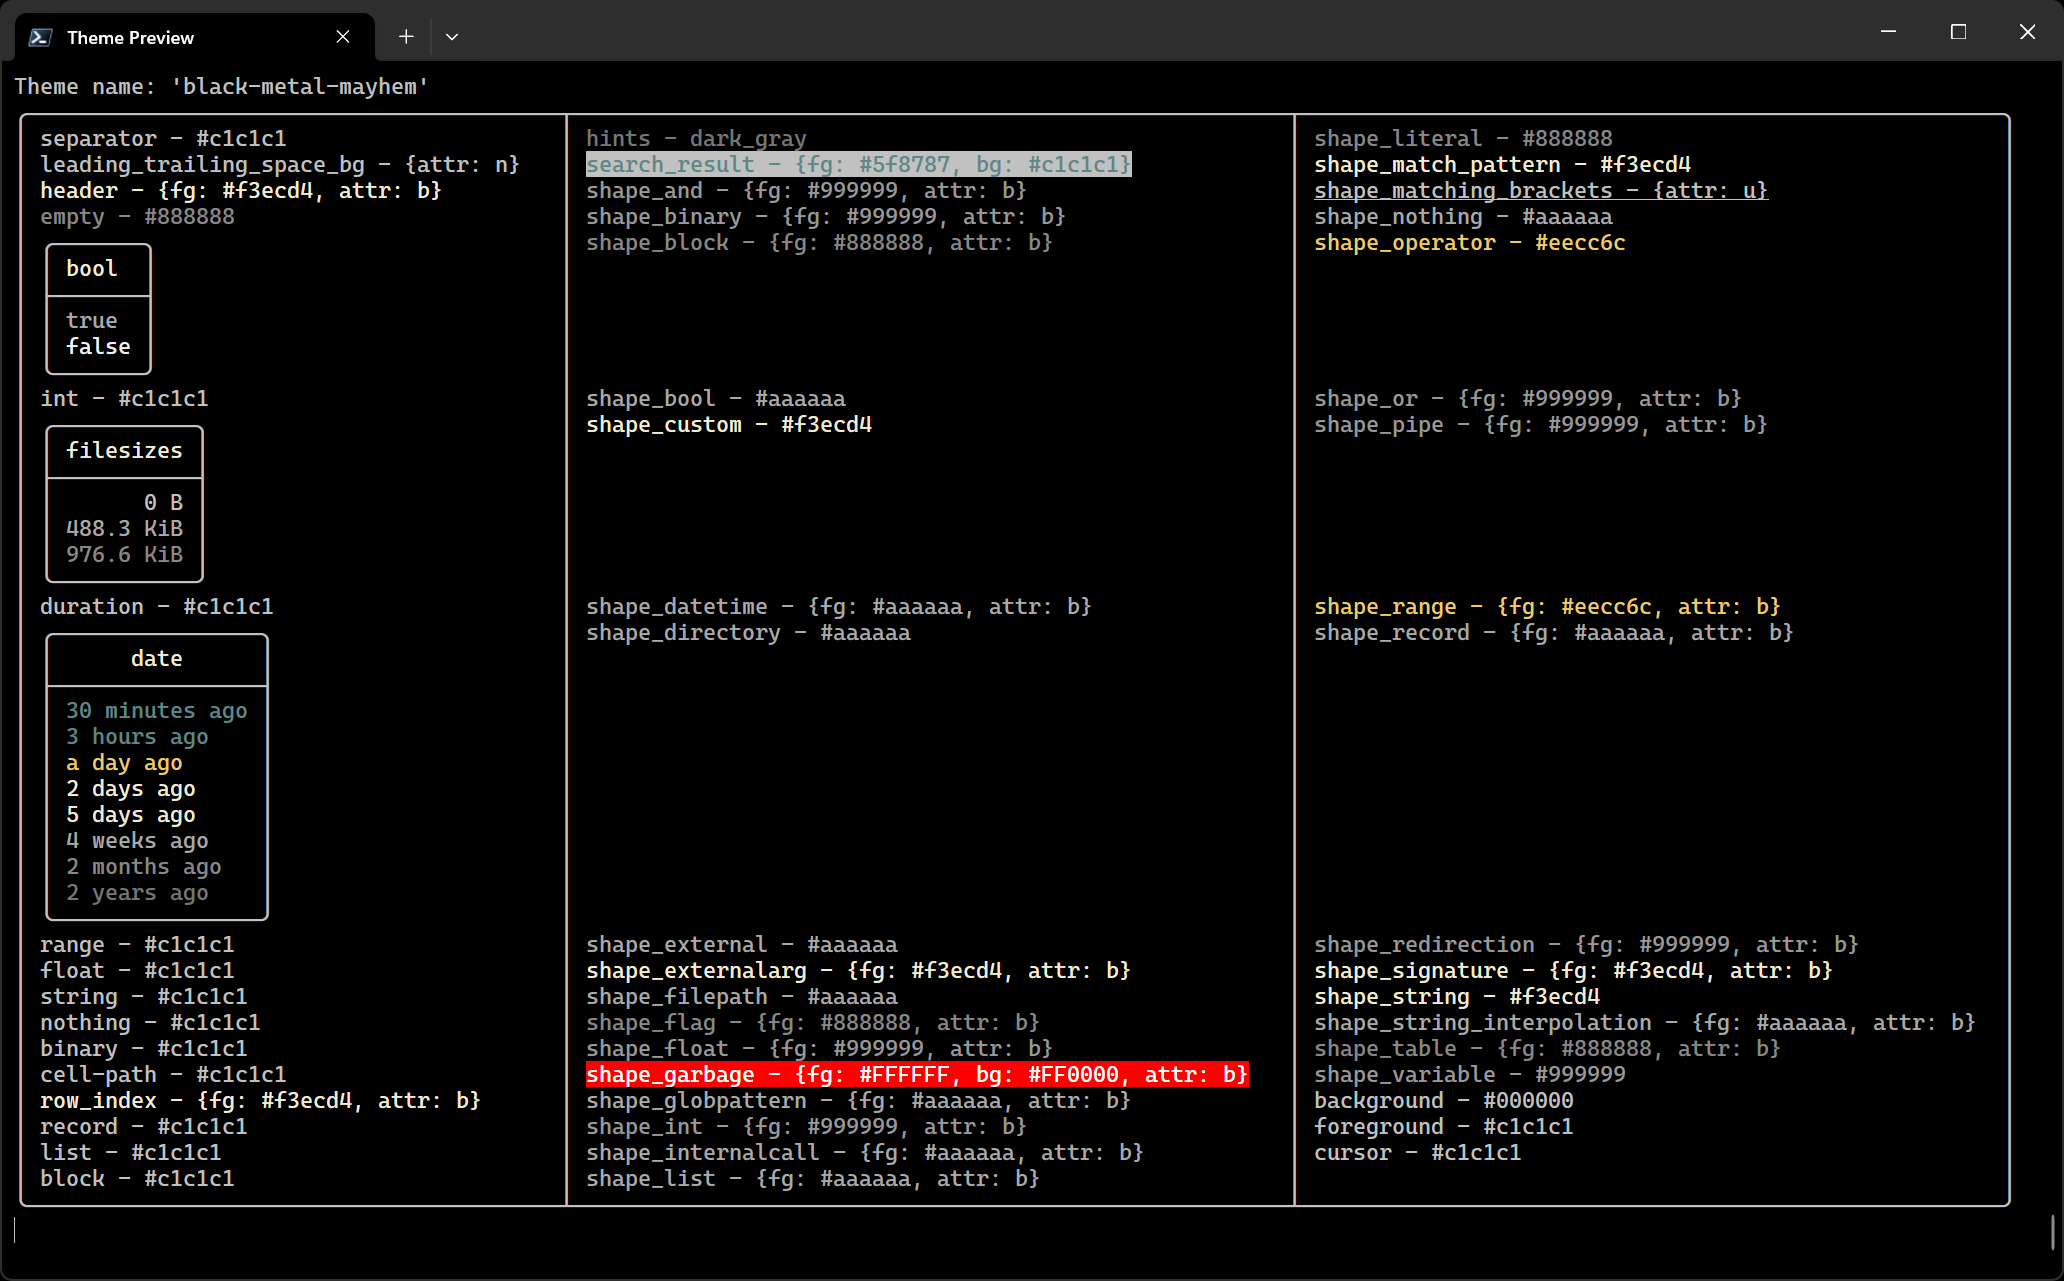 Theme Preview
Theme name: 'black-metal-mayhem'
separator - #c1c1c1
leading_trailing_space_bg - {attr: n}
header - {fg: #f3ecd4, attr: b}
empty - #888888
bool
true
false
int - #c1c1c1
filesizes
0 B
488.3 KiB
976.6 KiB
duration - #c1c1c1
date
30 minutes ago
3 hours ago
a day ago
2 days ago
5 days ago
4 weeks ago
2 months ago
2 years ago
range - #c1c1c1
float - #c1c1c1
string - #c1c1c1
nothing - #c1c1c1
binary - #c1c1c1
cell-path - #c1c1c1
row_index - {fg: #f3ecd4, attr: b}
record - #c1c1c1
list - #c1c1c1
block - #c1c1c1
hints - dark_gray
search_result - {fg: #5f8787, bg: #c1c1c1}
shape_and - {fg: #999999, attr: b}
shape_binary - {fg: #999999, attr: b}
shape_block - {fg: #888888, attr: b}
shape_bool - #aaaaaa
shape_custom - #f3ecd4
shape_datetime - {fg: #aaaaaa, attr: b}
shape_directory - #aaaaaa
shape_external - #aaaaaa
shape_externalarg - {fg: #f3ecd4, attr: b}
shape_filepath - #aaaaaa
shape_flag - {fg: #888888, attr: b}
shape_float - {fg: #999999, attr: b}
shape_garbage - {fg: #FFFFFF, bg: #FF0000, attr: b}
shape_globpattern - {fg: #aaaaaa, attr: b}
shape_int - {fg: #999999, attr: b}
shape_internalcall - {fg: #aaaaaa, attr: b}
shape_list - {fg: #aaaaaa, attr: b}
shape_literal - #888888
shape_match_pattern - #f3ecd4
shape_matching_brackets - {attr: u}
shape_nothing - #aaaaaa
shape_operator - #eecc6c
shape_or - {fg: #999999, attr: b}
shape_pipe - {fg: #999999, attr: b}
shape_range - {fg: #eecc6c, attr: b}
shape_record - {fg: #aaaaaa, attr: b}
shape_redirection - {fg: #999999, attr: b}
shape_signature - {fg: #f3ecd4, attr: b}
shape_string - #f3ecd4
shape_string_interpolation - {fg: #aaaaaa, attr: b}
shape_table - {fg: #888888, attr: b}
shape_variable - #999999
background - #000000
foreground - #c1c1c1
cursor - #c1c1c1